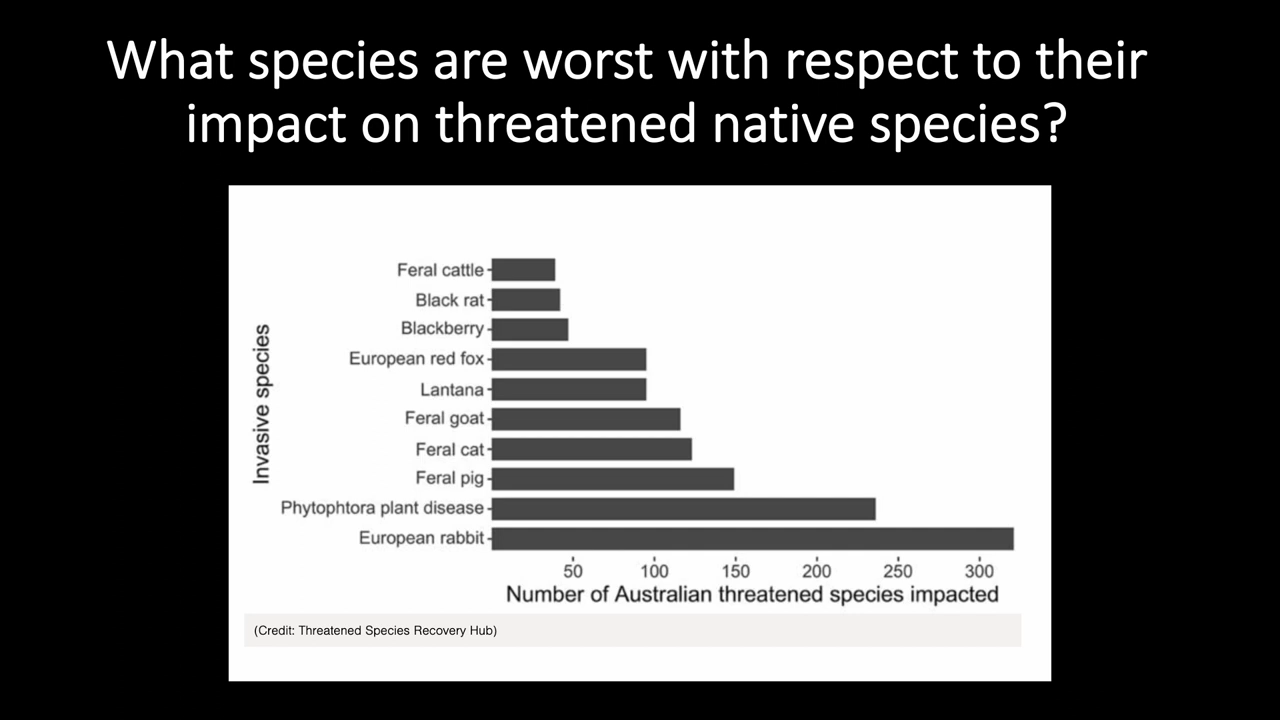 What species are worst with respect to their
impact on threatened native species?
Feral cattle
Black rat
Blackberry
European red fox
Lantana
Feral goat
Feral cat
Feral pig
Phytophtora plant disease
European rabbit
Invasive species
50 100 150 200 250 300
Number of Australian threatened species impacted
(Credit: Threatened Species Recovery Hub)